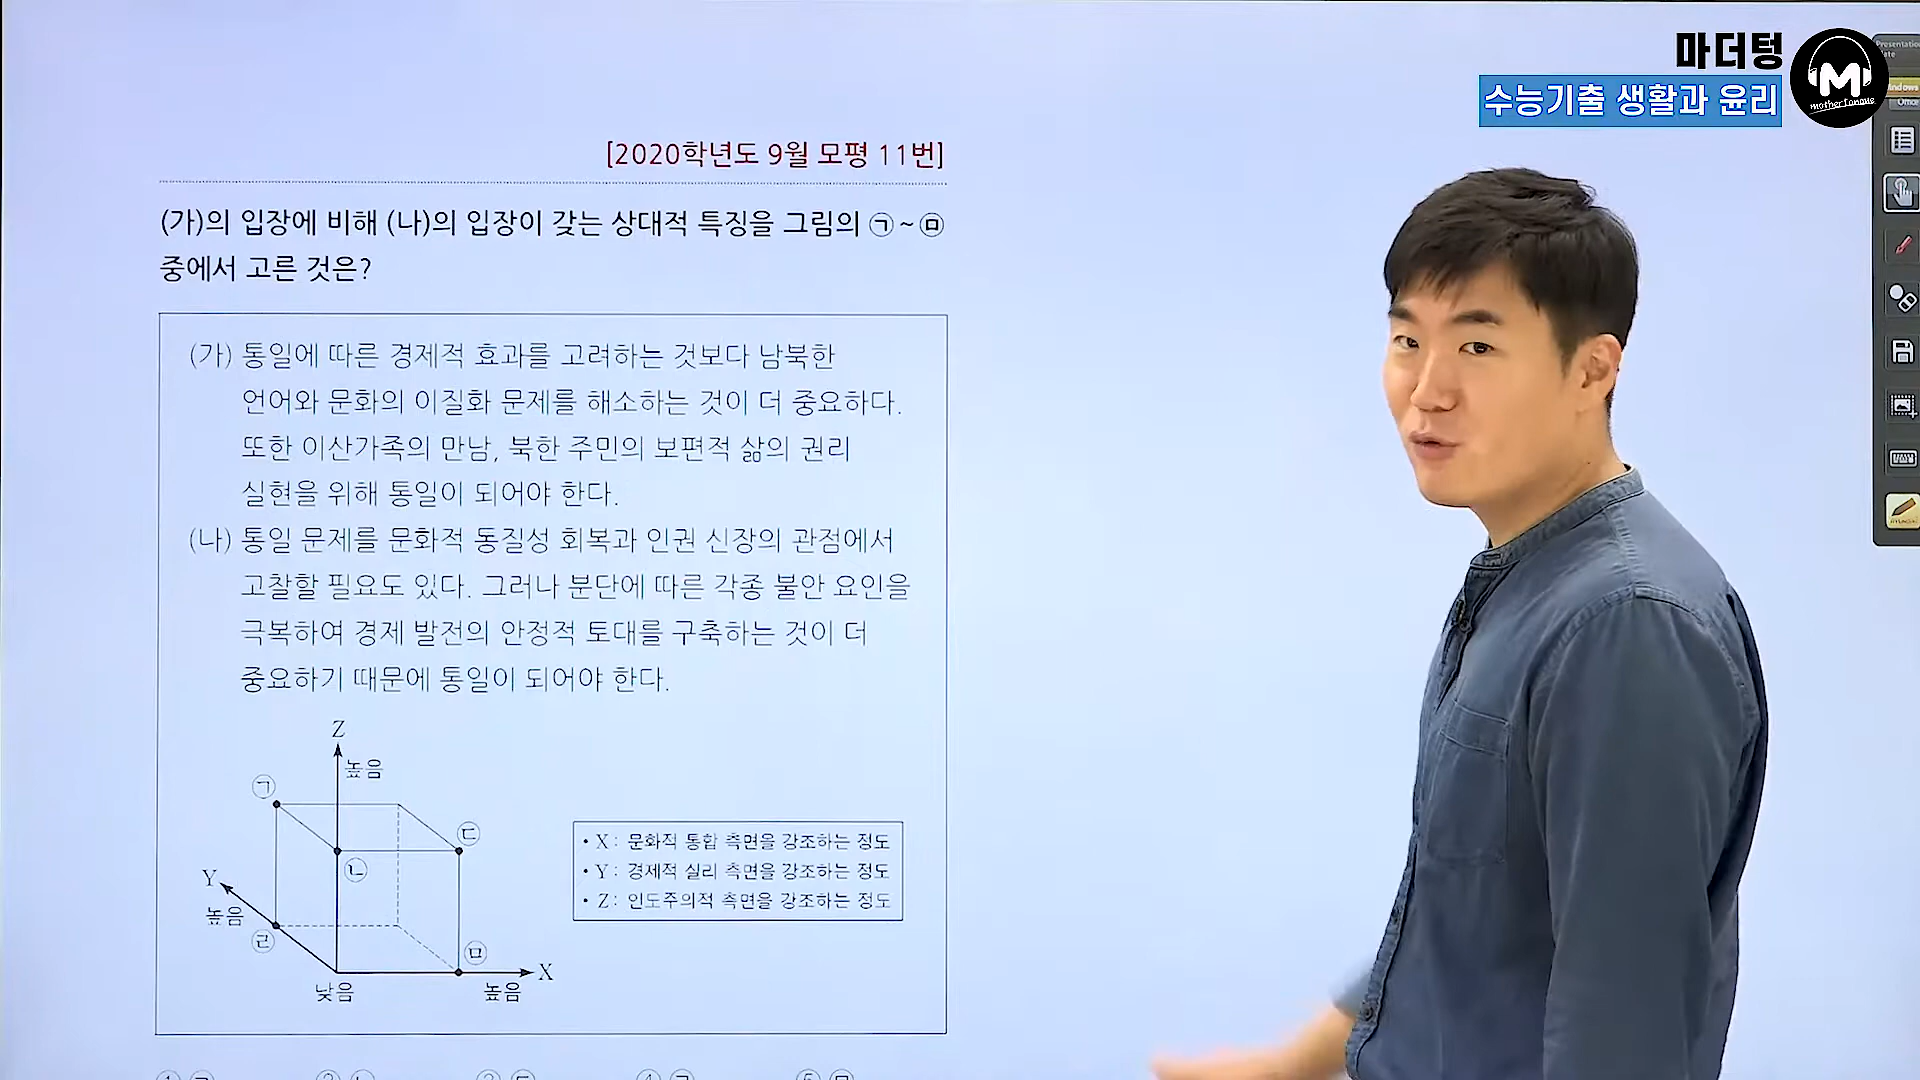 마더텅
수능기출 생활과 윤리
mothertongue
[2020학년도 9월 모평 11번]
(가)의 입장에 비해 (나)의 입장이 갖는 상대적 특징을 그림의 ㉠~㉤
중에서 고른 것은?
(가) 통일에 따른 경제적 효과를 고려하는 것보다 남북한
언어와 문화의 이질화 문제를 해소하는 것이 더 중요하다.
또한 이산가족의 만남, 북한 주민의 보편적 삶의 권리
실현을 위해 통일이 되어야 한다.
(나) 통일 문제를 문화적 동질성 회복과 인권 신장의 관점에서
고찰할 필요도 있다. 그러나 분단에 따른 각종 불안 요인을
극복하여 경제 발전의 안정적 토대를 구축하는 것이 더
중요하기 때문에 통일이 되어야 한다.
Z
높음
㉠
㉢
㉡
Y
높음
㉣
㉤
X
낮음
높음
• X: 문화적 통합 측면을 강조하는 정도
• Y: 경제적 실리 측면을 강조하는 정도
• Z: 인도주의적 측면을 강조하는 정도